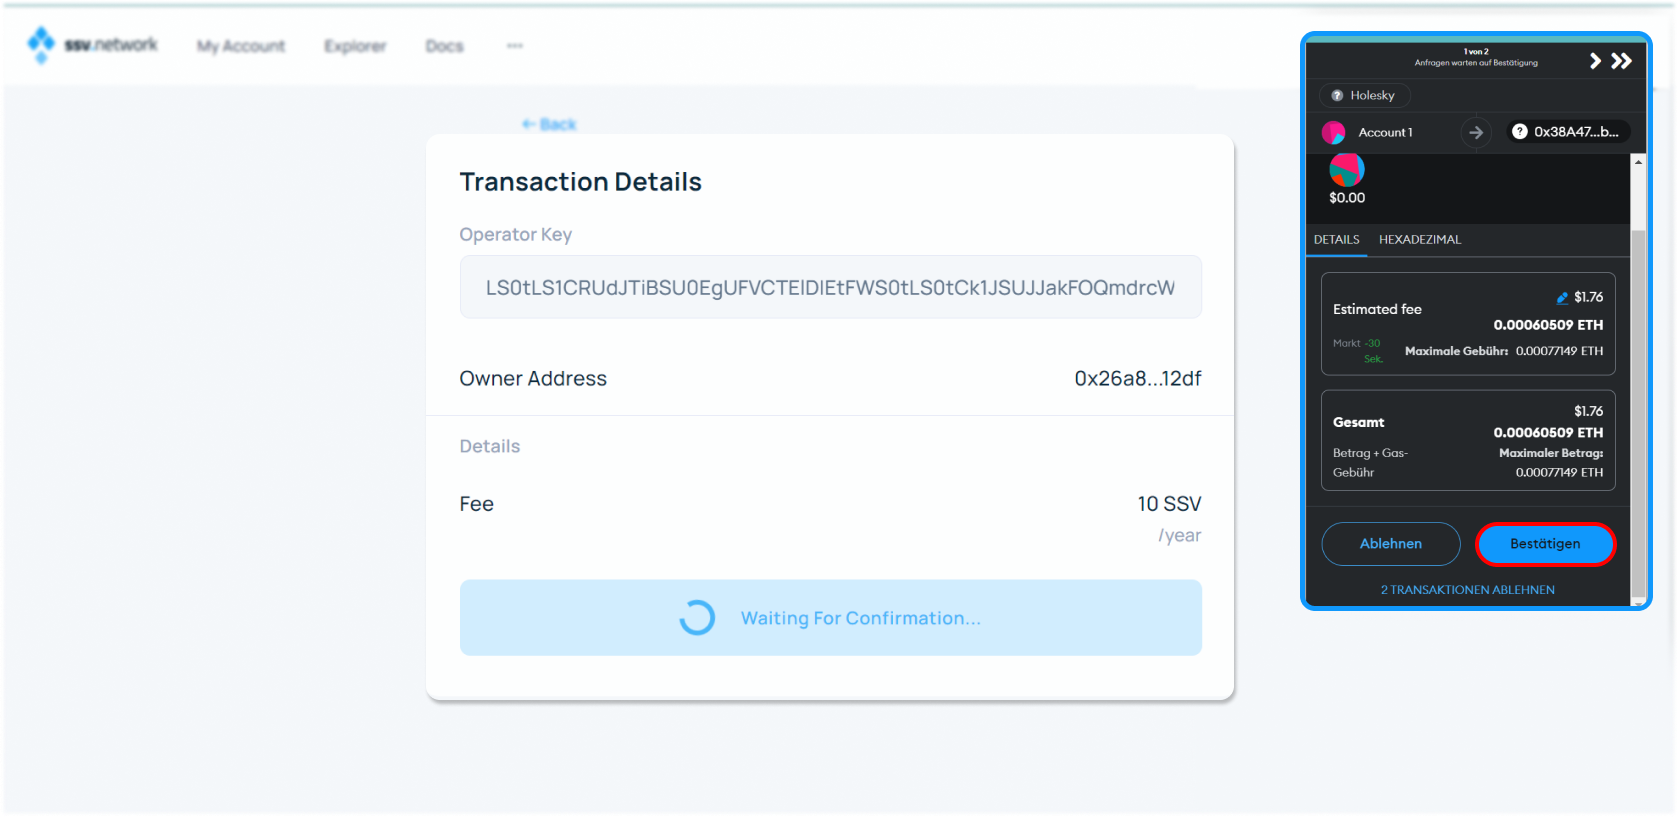 ssv.network
My Account
Explorer
Docs
···
← Back
Transaction Details
Operator Key
LS0tLS1CRUdJTiBSU0EgUFVCTElDIEtFWS0tLS0tCk1JSUJJakFOQmdrcW
Owner Address
0x26a8...12df
Details
Fee
10 SSV
/year
Waiting For Confirmation...
1 von 2
Anfragen warten auf Bestätigung
Holesky
Account 1
0x38A47...b...
$0.00
DETAILS
HEXADEZIMAL
$1.76
Estimated fee
0.00060509 ETH
Markt -30 Sek.
Maximale Gebühr: 0.00077149 ETH
$1.76
Gesamt
0.00060509 ETH
Betrag + Gas-
Gebühr
Maximaler Betrag:
0.00077149 ETH
Ablehnen
Bestätigen
2 TRANSAKTIONEN ABLEHNEN